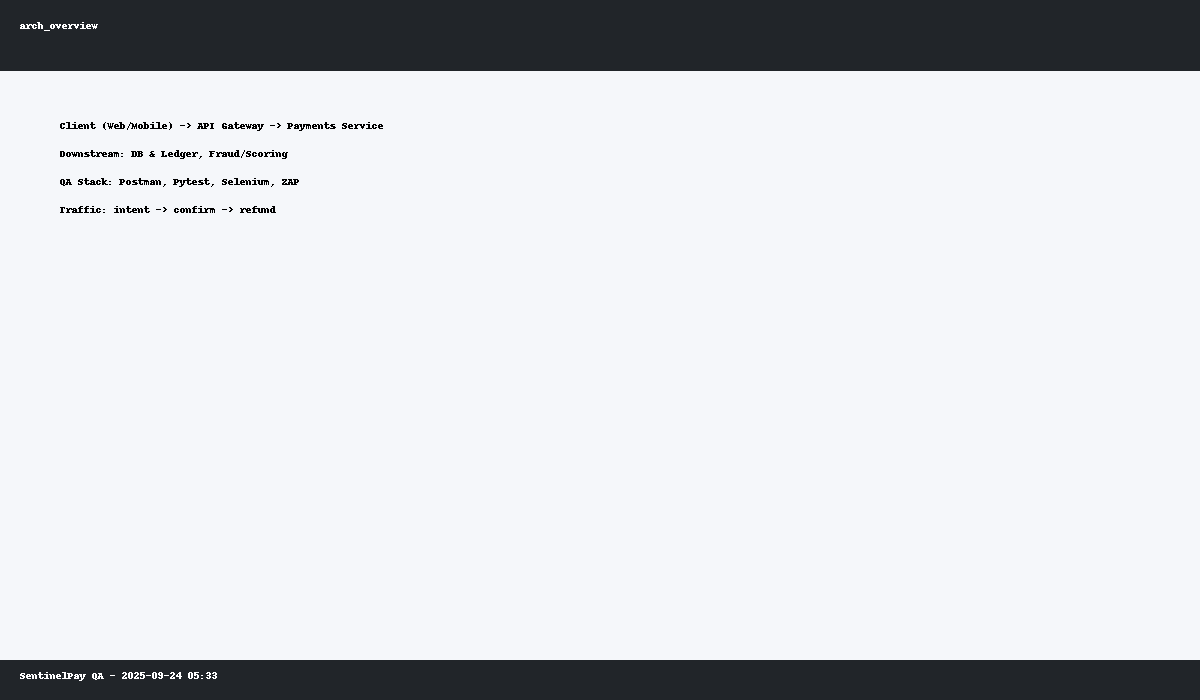 arch_overview
Client (Web/Mobile) -> API Gateway -> Payments Service
Downstream: DB & Ledger, Fraud/Scoring
QA Stack: Postman, Pytest, Selenium, ZAP
Traffic: intent -> confirm -> refund
SentinelPay QA - 2025-09-24 05:33